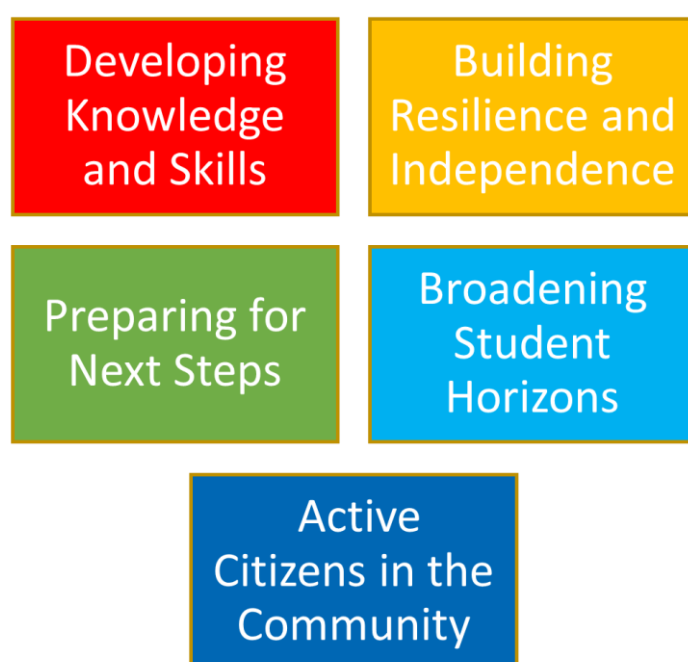 Developing
Knowledge
and Skills
Building
Resilience and
Independence
Preparing for
Next Steps
Broadening
Student
Horizons
Active
Citizens in the
Community